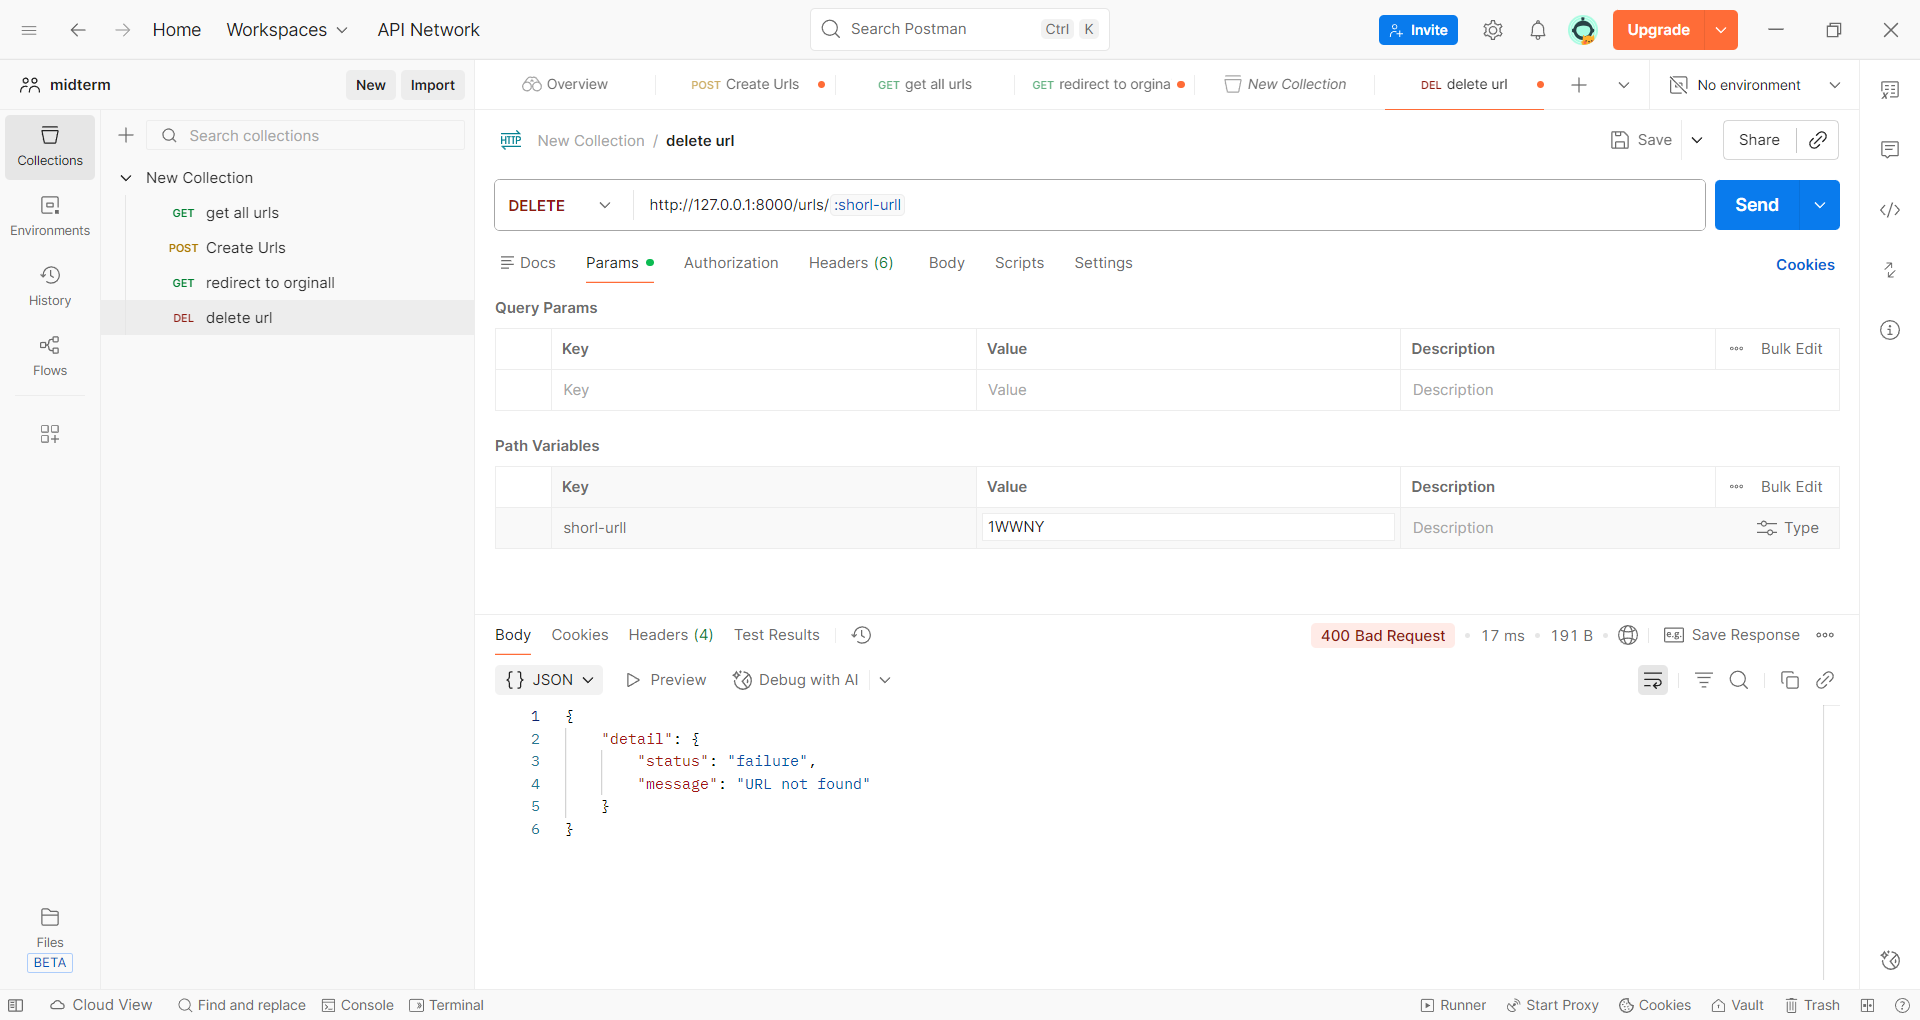 Home Workspaces API Network Search Postman Ctrl K Invite Upgrade
midterm New Import Overview POST Create Urls GET get all urls GET redirect to orgina New Collection DEL delete url No environment
Collections
Environments
History
Flows
Files
BETA
Search collections
New Collection
GET get all urls
POST Create Urls
GET redirect to orginall
DEL delete url
HTTP New Collection / delete url Save Share
DELETE http://127.0.0.1:8000/urls/ :shorl-urll Send
Docs Params Authorization Headers (6) Body Scripts Settings Cookies
Query Params
Key Value Description Bulk Edit
Key Value Description
Path Variables
Key Value Description Bulk Edit
shorl-urll 1WWNY Description Type
Body Cookies Headers (4) Test Results 400 Bad Request 17 ms 191 B e.g. Save Response
{} JSON Preview Debug with AI
1 {
2 "detail": {
3 "status": "failure",
4 "message": "URL not found"
5 }
6 }
Cloud View Find and replace Console Terminal Runner Start Proxy Cookies Vault Trash